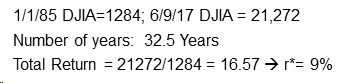 1/1/85 DJIA=1284; 6/9/17 DJIA = 21,272
Number of years:  32.5 Years
Total Return  = 21272/1284 = 16.57 → r*= 9%